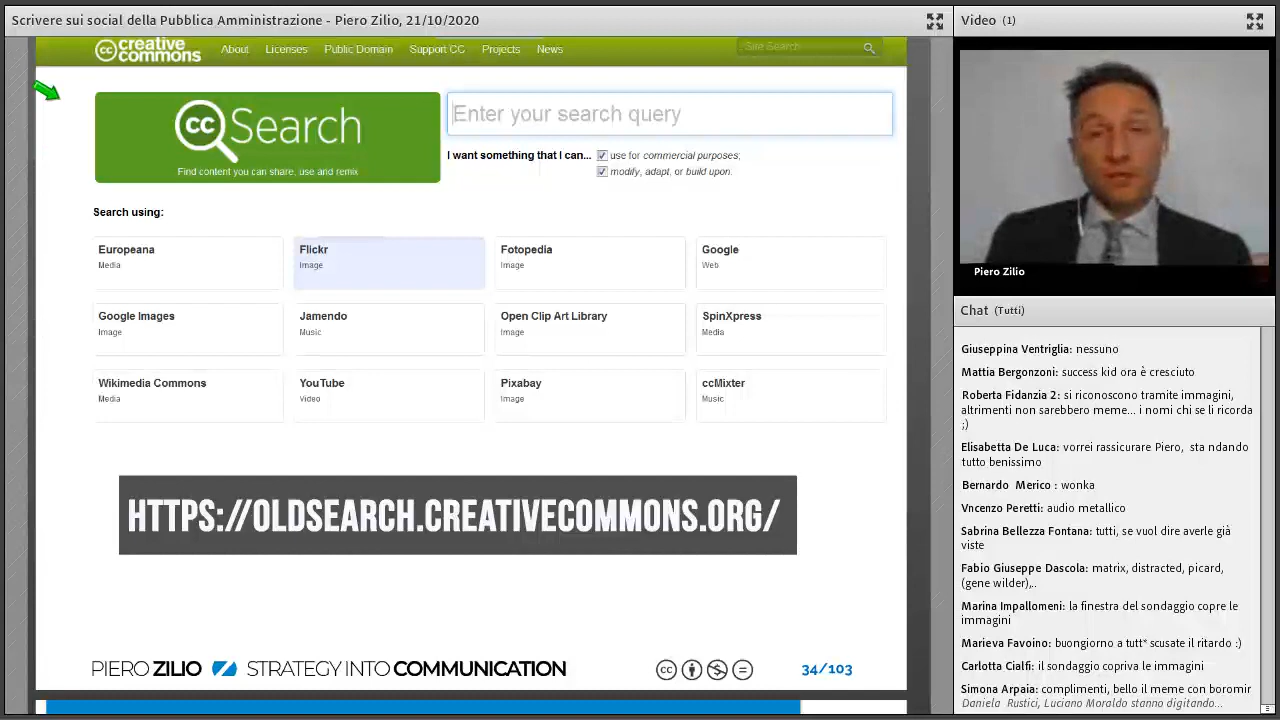 Scrivere sui social della Pubblica Amministrazione - Piero Zilio, 21/10/2020
creative
commons
About
Licenses
Public Domain
Support CC
Projects
News
Site Search
cc Search
Find content you can share, use and remix
Enter your search query
I want something that I can...
use for commercial purposes;
modify, adapt, or build upon.
Search using:
Europeana
Media
Flickr
Image
Fotopedia
Image
Google
Web
Google Images
Image
Jamendo
Music
Open Clip Art Library
Image
SpinXpress
Media
Wikimedia Commons
Media
YouTube
Video
Pixabay
Image
ccMixter
Music
HTTPS://OLDSEARCH.CREATIVECOMMONS.ORG/
PIERO ZILIO STRATEGY INTO COMMUNICATION
34/103
Video (1)
Piero Zilio
Chat (Tutti)
Giuseppina Ventriglia: nessuno
Mattia Bergonzoni: success kid ora è cresciuto
Roberta Fidanzia 2: si riconoscono tramite immagini,
altrimenti non sarebbero meme... i nomi chi se li ricorda
;)
Elisabetta De Luca: vorrei rassicurare Piero, sta ndando
tutto benissimo
Bernardo Merico : wonka
Vncenzo Peretti: audio metallico
Sabrina Bellezza Fontana: tutti, se vuol dire averle già
viste
Fabio Giuseppe Dascola: matrix, distracted, picard,
(gene wilder),..
Marina Impallomeni: la finestra del sondaggio copre le
immagini
Marieva Favoino: buongiorno a tutt* scusate il ritardo :)
Carlotta Cialfi: il sondaggio copriva le immagini
Simona Arpaia: complimenti, bello il meme con boromir
Daniela Rustici, Luciano Moraldo stanno digitando...